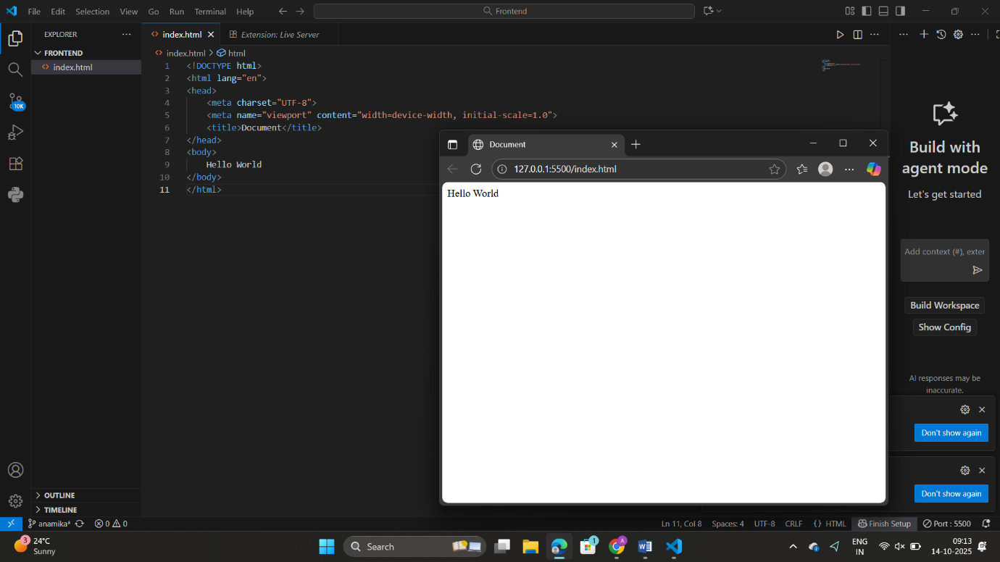 File Edit Selection View Go Run Terminal Help
Frontend
EXPLORER
FRONTEND
index.html
10K
OUTLINE
TIMELINE
index.html
Extension: Live Server
index.html > html
1 <!DOCTYPE html>
2 <html lang="en">
3 <head>
4 <meta charset="UTF-8">
5 <meta name="viewport" content="width=device-width, initial-scale=1.0">
6 <title>Document</title>
7 </head>
8 <body>
9 Hello World
10 </body>
11 </html>
Document
127.0.0.1:5500/index.html
Hello World
Build with
agent mode
Let's get started
Add context (#), exter
Build Workspace
Show Config
AI responses may be
inaccurate.
Don't show again
Don't show again
anamika* 0 0
Ln 11, Col 8 Spaces: 4 UTF-8 CRLF {} HTML Finish Setup Port : 5500
3
24°C
Sunny
Search
1
A
ENG
IN
09:13
14-10-2025